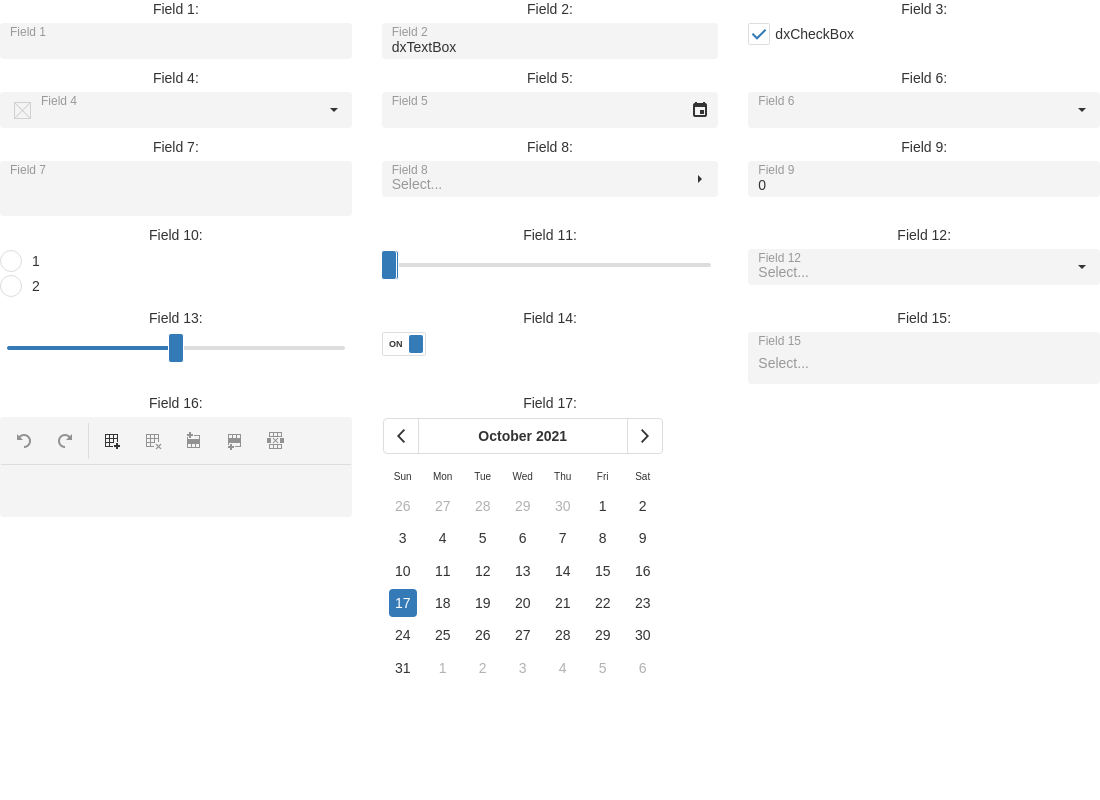 Field 1:
Field 2:
Field 3:
Field 1
Field 2
dxTextBox
dxCheckBox
Field 4:
Field 5:
Field 6:
Field 4
Field 5
Field 6
Field 7:
Field 8:
Field 9:
Field 7
Field 8
Select...
Field 9
0
Field 10:
Field 11:
Field 12:
1
2
Field 12
Select...
Field 13:
Field 14:
Field 15:
ON
Field 15
Select...
Field 16:
Field 17:
October 2021
Sun Mon Tue Wed Thu Fri Sat
26 27 28 29 30 1 2
3 4 5 6 7 8 9
10 11 12 13 14 15 16
17 18 19 20 21 22 23
24 25 26 27 28 29 30
31 1 2 3 4 5 6